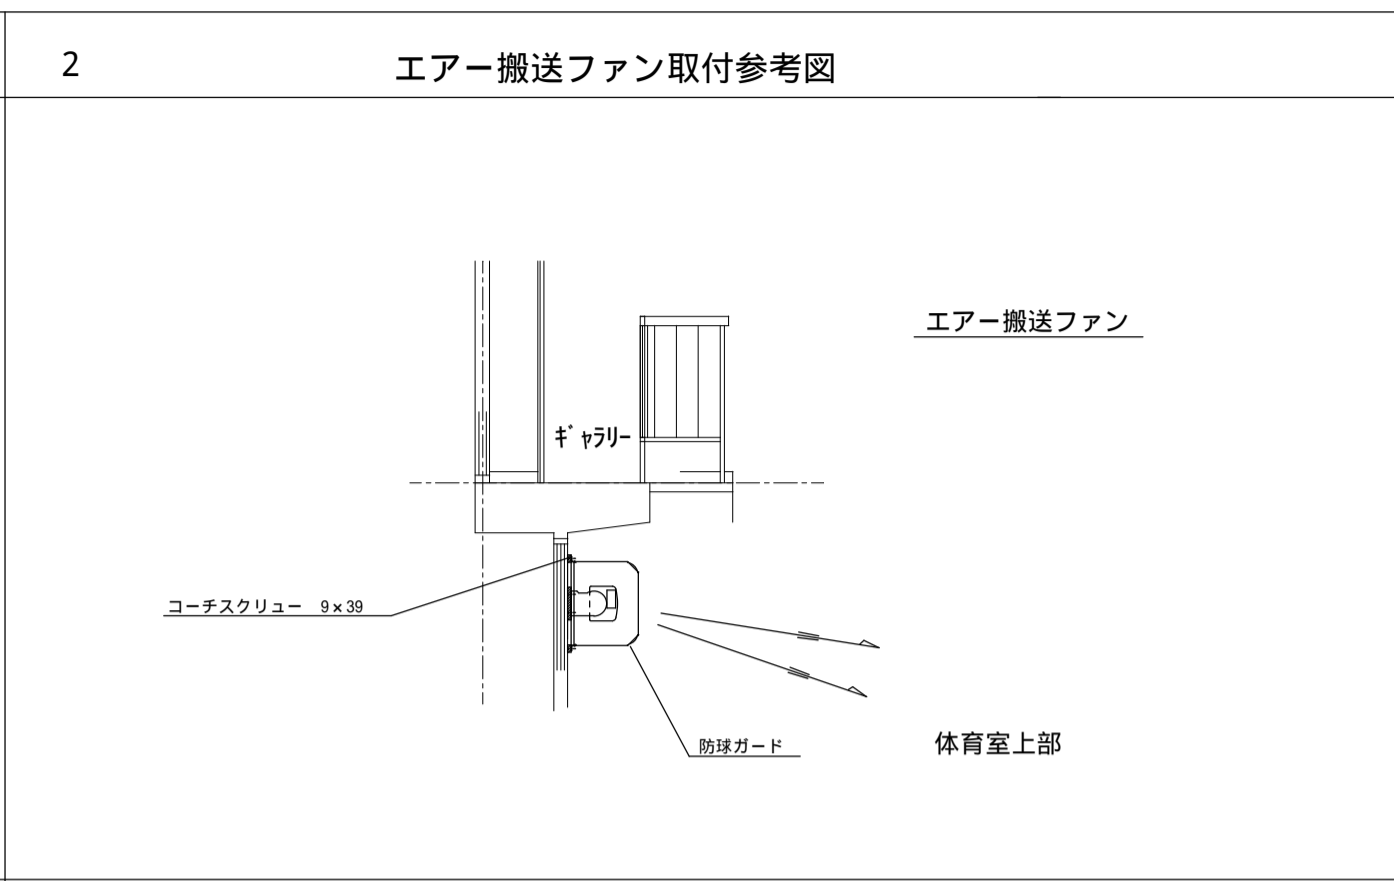 2
エアー搬送ファン取付参考図
エアー搬送ファン
ギャラリー
コーチスクリュー 9×39
防球ガード
体育室上部